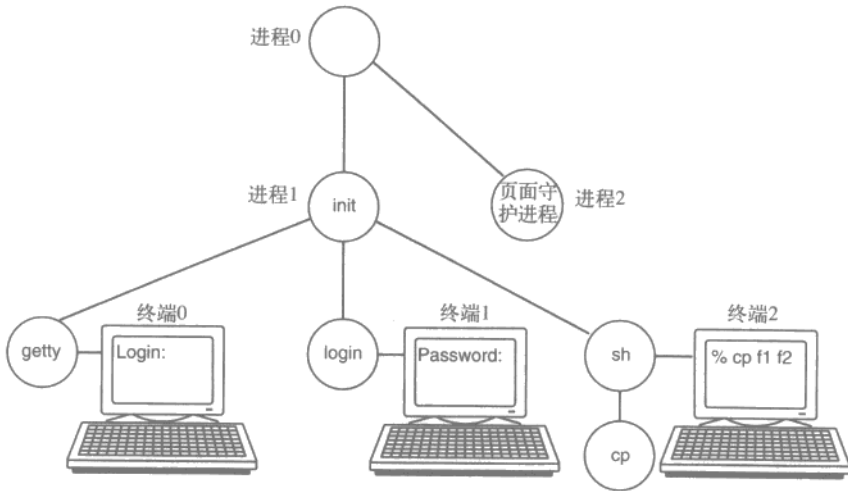 进程0
进程1
init
页面守
护进程
进程2
终端0
终端1
终端2
getty
Login:
login
Password:
sh
% cp f1 f2
cp